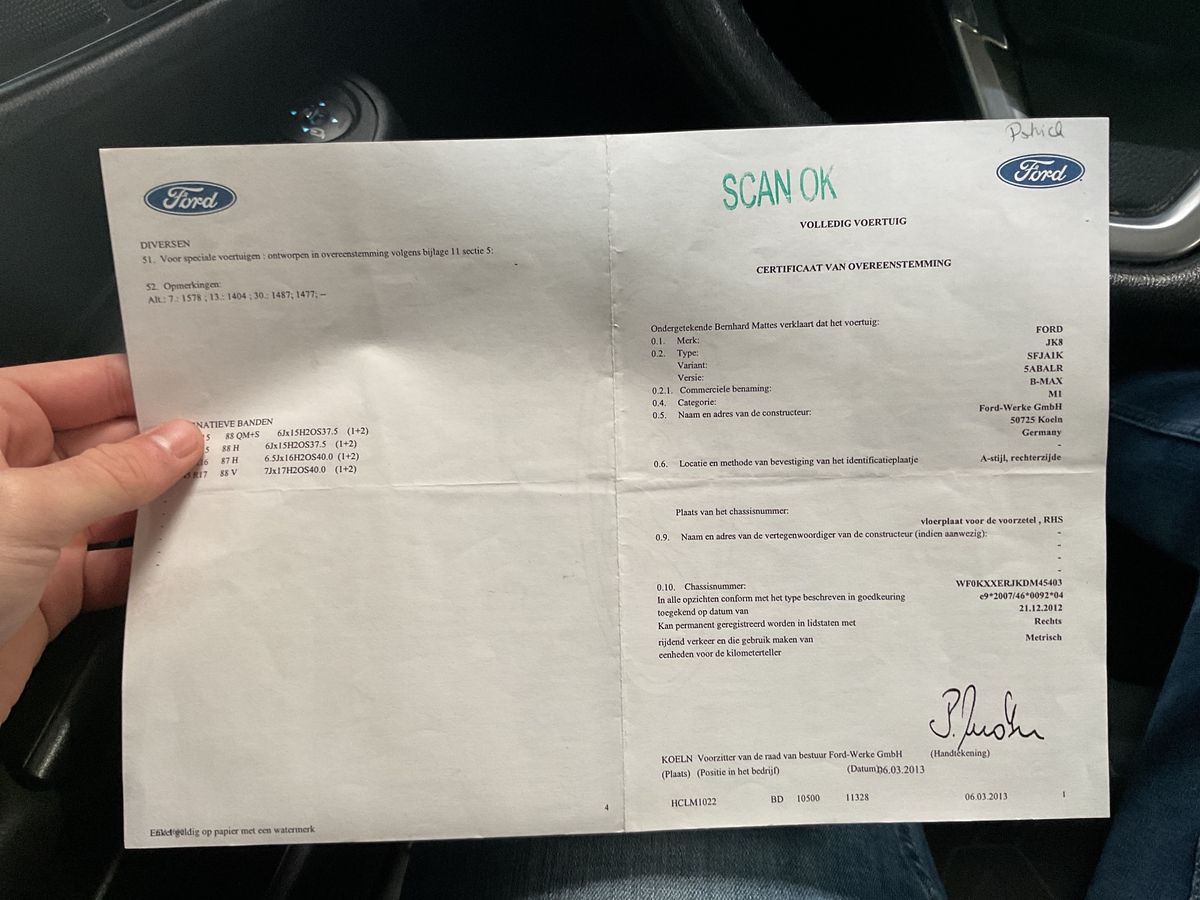 Ford
DIVERSEN
51. Voor speciale voertuigen : ontworpen in overeenstemming volgens bijlage 11 sectie 5:
52. Opmerkingen:
Alt.: 7.: 1578 ; 13.: 1404 ; 30.: 1487; 1477; --
NATIEVE BANDEN
5 88 QM+S 6Jx15H2OS37.5 (1+2)
5 88 H 6Jx15H2OS37.5 (1+2)
16 87 H 6.5Jx16H2OS40.0 (1+2)
R17 88 V 7Jx17H2OS40.0 (1+2)
4
geldig op papier met een watermerk
SCAN OK
Ford
VOLLEDIG VOERTUIG
CERTIFICAAT VAN OVEREENSTEMMING
Ondergetekende Bernhard Mattes verklaart dat het voertuig:
0.1. Merk: FORD
0.2. Type: JK8
Variant: SFJA1K
Versie: 5ABALR
0.2.1. Commerciele benaming: B-MAX
0.4. Categorie: M1
0.5. Naam en adres van de constructeur: Ford-Werke GmbH
50725 Koeln
Germany
-
0.6. Locatie en methode van bevestiging van het identificatieplaatje A-stijl, rechterzijde
Plaats van het chassisnummer:
vloerplaat voor de voorzetel , RHS
0.9. Naam en adres van de vertegenwoordiger van de constructeur (indien aanwezig): -
-
-
-
0.10. Chassisnummer: WF0KXXERJKDM45403
In alle opzichten conform met het type beschreven in goedkeuring e9*2007/46*0092*04
toegekend op datum van 21.12.2012
Kan permanent geregistreerd worden in lidstaten met Rechts
rijdend verkeer en die gebruik maken van Metrisch
eenheden voor de kilometerteller
KOELN Voorzitter van de raad van bestuur Ford-Werke GmbH (Handtekening)
(Plaats) (Positie in het bedrijf) (Datum) 06.03.2013
HCLM1022 BD 10500 11328 06.03.2013 1